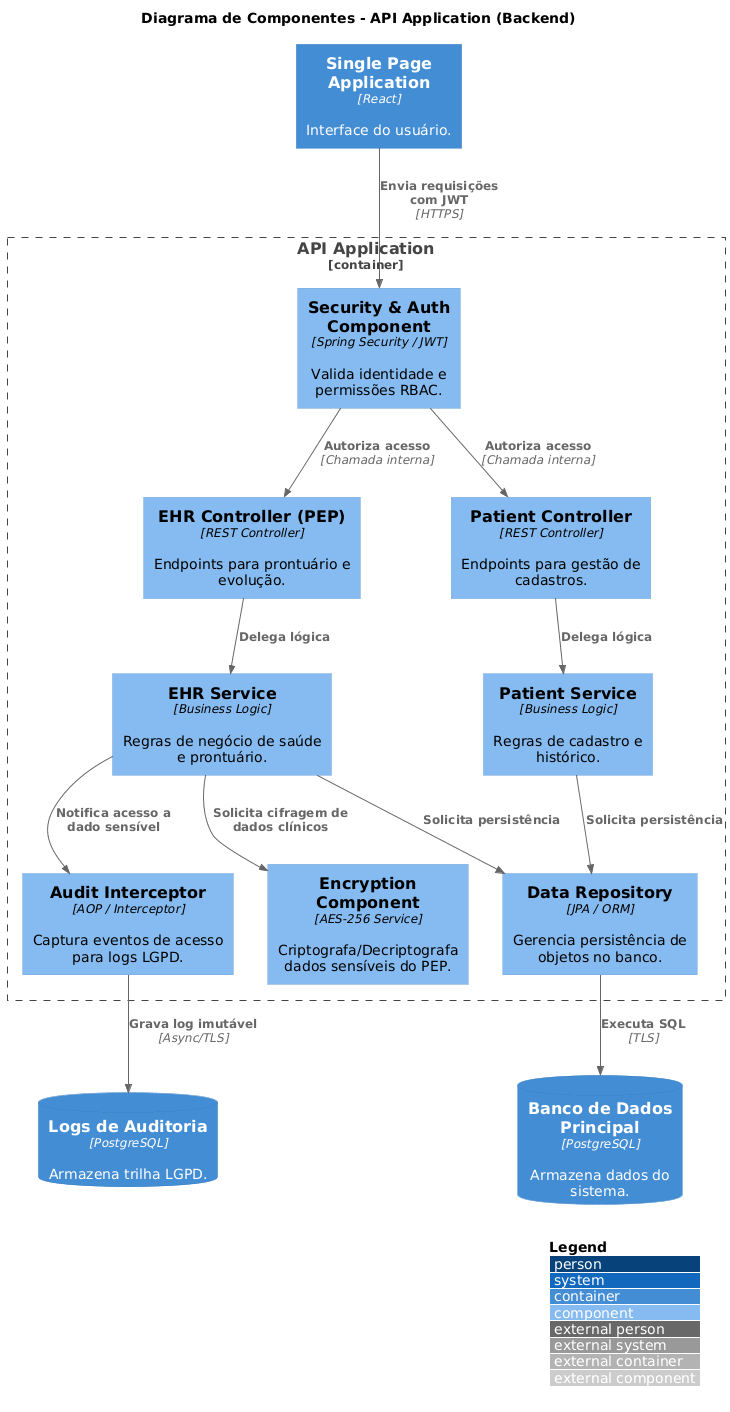 Diagrama de Componentes - API Application (Backend)
Single Page
Application
[React]
Interface do usuário.
Envia requisições
com JWT
[HTTPS]
API Application
[container]
Security & Auth
Component
[Spring Security / JWT]
Valida identidade e
permissões RBAC.
Autoriza acesso
[Chamada interna]
Autoriza acesso
[Chamada interna]
EHR Controller (PEP)
[REST Controller]
Endpoints para prontuário e
evolução.
Patient Controller
[REST Controller]
Endpoints para gestão de
cadastros.
Delega lógica
Delega lógica
EHR Service
[Business Logic]
Regras de negócio de saúde
e prontuário.
Patient Service
[Business Logic]
Regras de cadastro e
histórico.
Notifica acesso a
dado sensível
Solicita cifragem de
dados clínicos
Solicita persistência
Solicita persistência
Audit Interceptor
[AOP / Interceptor]
Captura eventos de acesso
para logs LGPD.
Encryption
Component
[AES-256 Service]
Criptografa/Decriptografa
dados sensíveis do PEP.
Data Repository
[JPA / ORM]
Gerencia persistência de
objetos no banco.
Grava log imutável
[Async/TLS]
Executa SQL
[TLS]
Logs de Auditoria
[PostgreSQL]
Armazena trilha LGPD.
Banco de Dados
Principal
[PostgreSQL]
Armazena dados do
sistema.
Legend
person
system
container
component
external person
external system
external container
external component